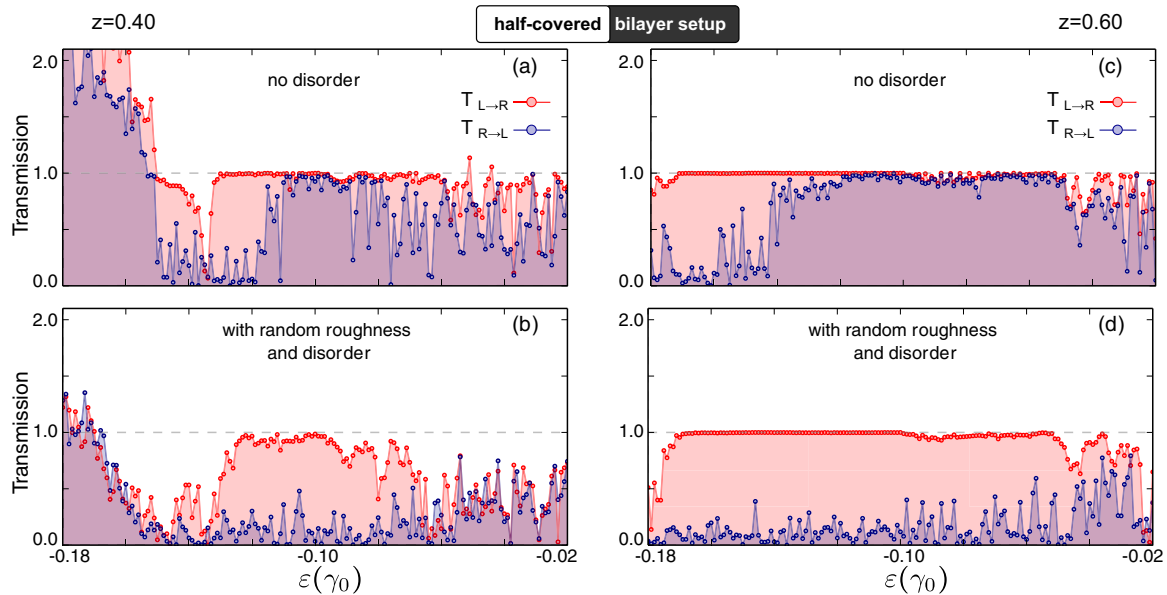 z=0.40
half-covered bilayer setup
z=0.60
2.0
1.0
0.0
Transmission
no disorder
(a)
T L→R
T R→L
2.0
1.0
0.0
no disorder
(c)
T L→R
T R→L
2.0
1.0
0.0
Transmission
with random roughness
and disorder
(b)
-0.18
-0.10
-0.02
ε(γ0)
2.0
1.0
0.0
with random roughness
and disorder
(d)
-0.18
-0.10
-0.02
ε(γ0)